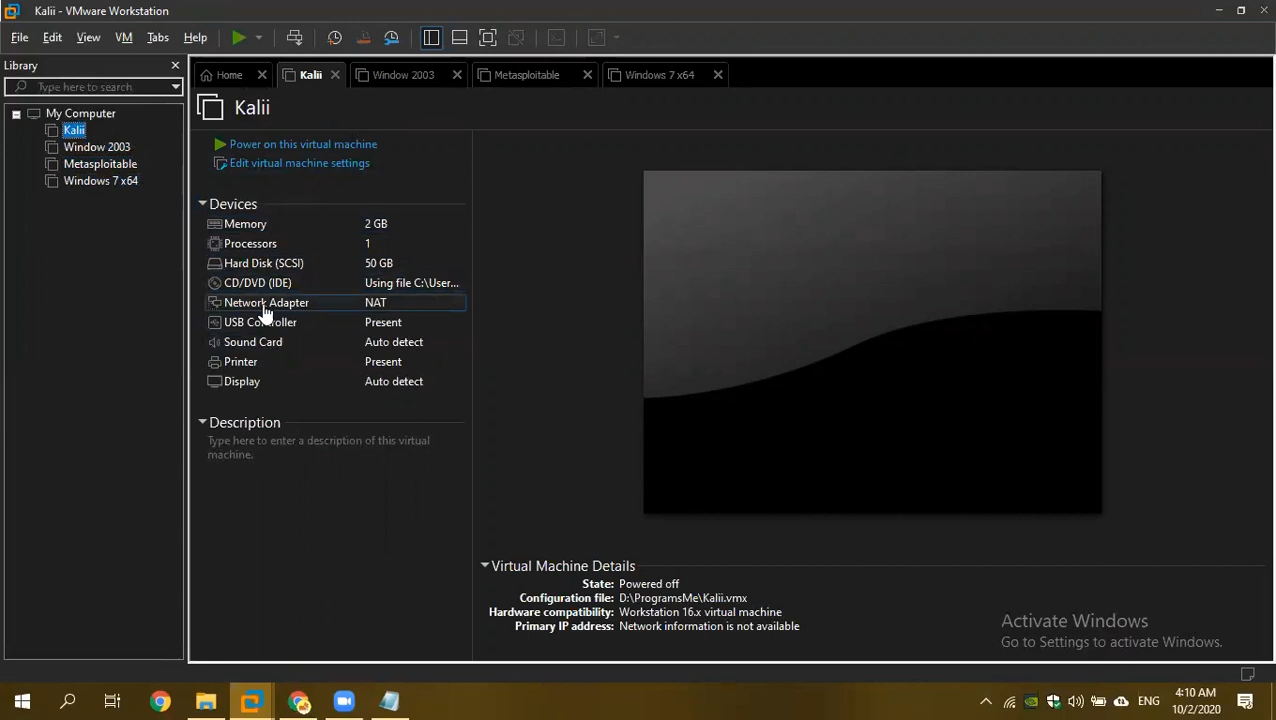 Kalii - VMware Workstation
File Edit View VM Tabs Help
Library
Type here to search
My Computer
Kalii
Window 2003
Metasploitable
Windows 7 x64
Home Kalii Window 2003 Metasploitable Windows 7 x64
Kalii
Power on this virtual machine
Edit virtual machine settings
Devices
Memory 2 GB
Processors 1
Hard Disk (SCSI) 50 GB
CD/DVD (IDE) Using file C:\User...
Network Adapter NAT
USB Controller Present
Sound Card Auto detect
Printer Present
Display Auto detect
Description
Type here to enter a description of this virtual
machine.
Virtual Machine Details
State: Powered off
Configuration file: D:\ProgramsMe\Kalii.vmx
Hardware compatibility: Workstation 16.x virtual machine
Primary IP address: Network information is not available
Activate Windows
Go to Settings to activate Windows.
ENG
4:10 AM
10/2/2020